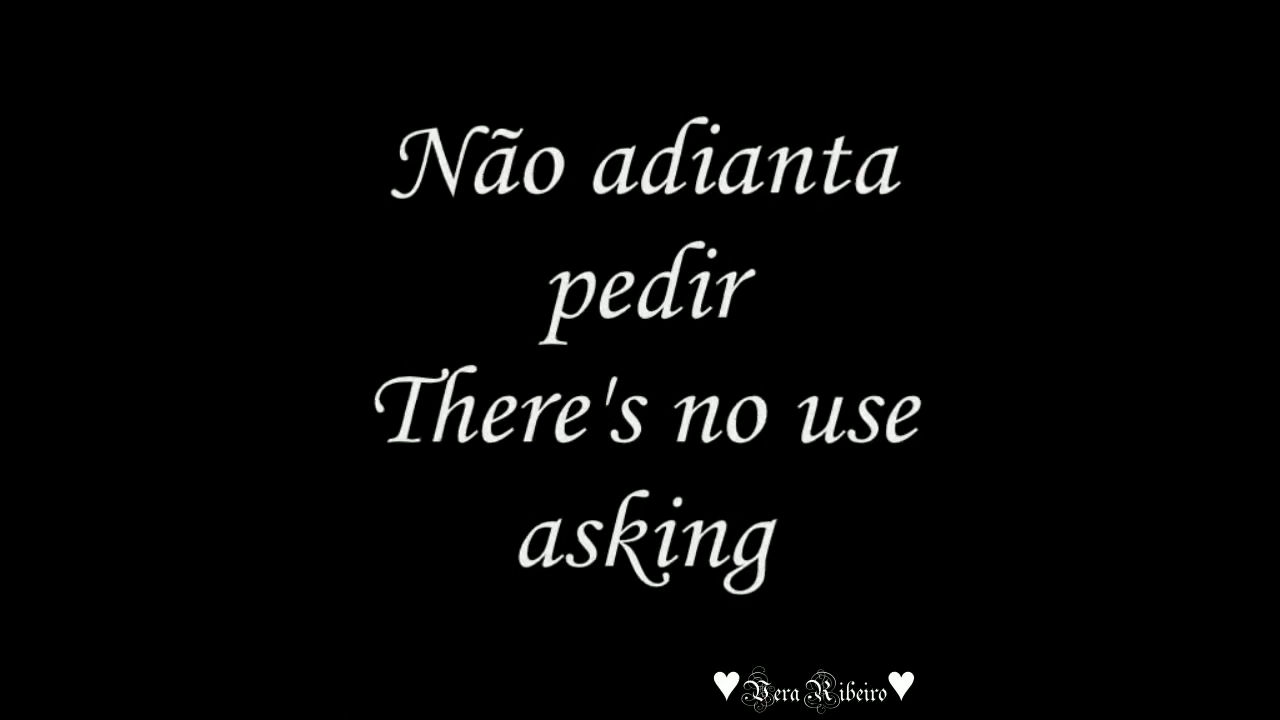 Não adianta
pedir
There's no use
asking
♥Vera Ribeiro♥